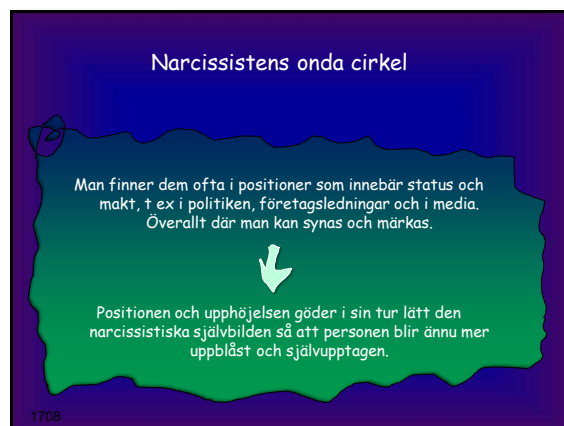 Narcissistens onda cirkel
Man finner dem ofta i positioner som innebär status och
makt, t ex i politiken, företagsledningar och i media.
Överallt där man kan synas och märkas.
Positionen och upphöjelsen göder i sin tur lätt den
narcissistiska självbilden så att personen blir ännu mer
uppblåst och självupptagen.
1708